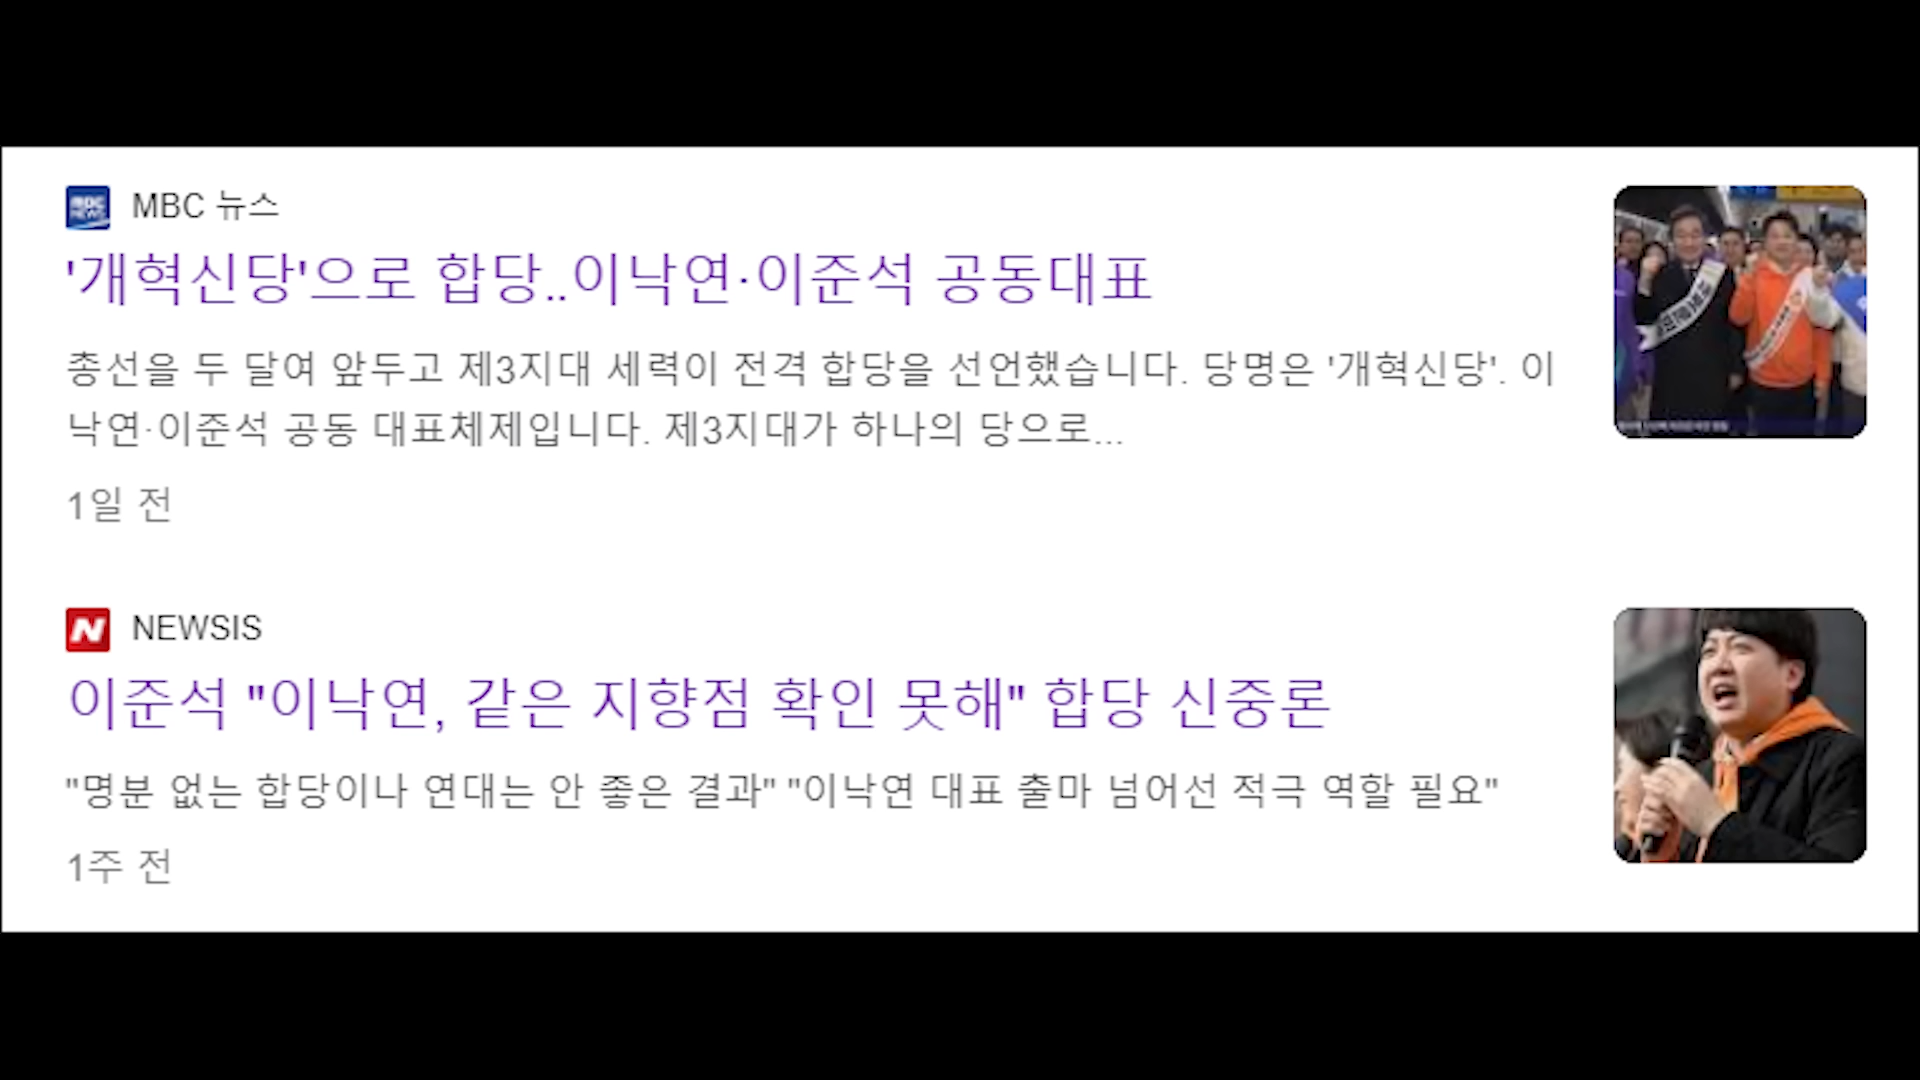 MBC 뉴스
'개혁신당'으로 합당..이낙연·이준석 공동대표
총선을 두 달여 앞두고 제3지대 세력이 전격 합당을 선언했습니다. 당명은 '개혁신당'. 이
낙연·이준석 공동 대표체제입니다. 제3지대가 하나의 당으로...
1일 전
NEWSIS
이준석 "이낙연, 같은 지향점 확인 못해" 합당 신중론
"명분 없는 합당이나 연대는 안 좋은 결과" "이낙연 대표 출마 넘어선 적극 역할 필요"
1주 전